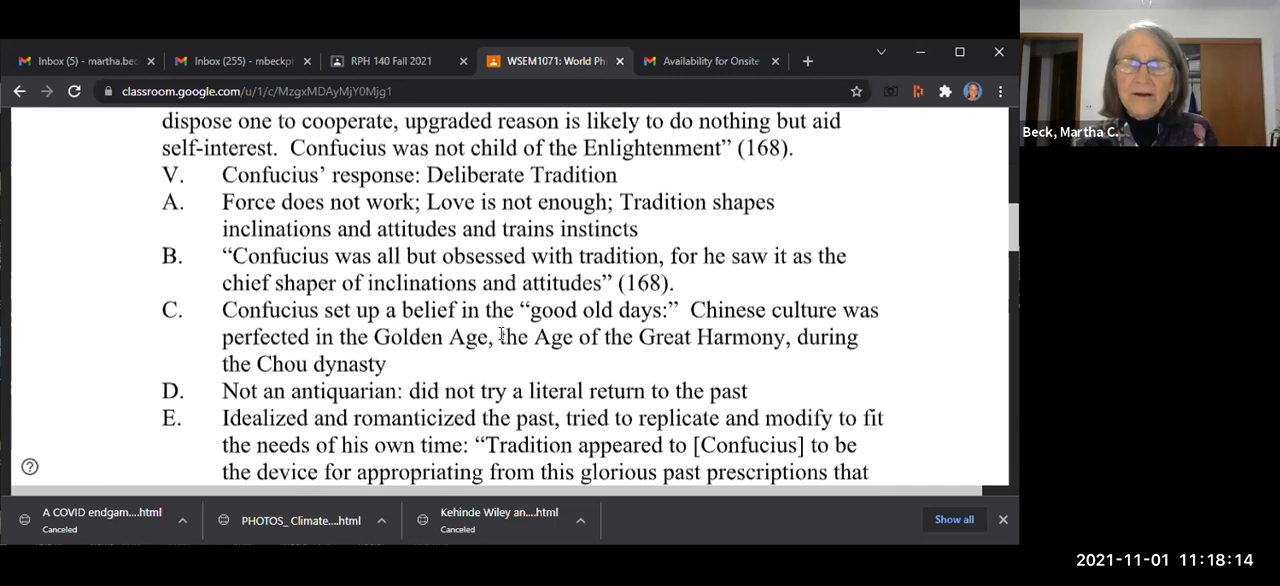 Inbox (5) - martha.bec
Inbox (255) - mbeckp
RPH 140 Fall 2021
WSEM1071: World Phi
Availability for Onsite
classroom.google.com/u/1/c/MzgxMDAyMjY0Mjg1
Beck, Martha C.
dispose one to cooperate, upgraded reason is likely to do nothing but aid
self-interest. Confucius was not child of the Enlightenment” (168).
V. Confucius’ response: Deliberate Tradition
A. Force does not work; Love is not enough; Tradition shapes
inclinations and attitudes and trains instincts
B. “Confucius was all but obsessed with tradition, for he saw it as the
chief shaper of inclinations and attitudes” (168).
C. Confucius set up a belief in the “good old days:” Chinese culture was
perfected in the Golden Age, the Age of the Great Harmony, during
the Chou dynasty
D. Not an antiquarian: did not try a literal return to the past
E. Idealized and romanticized the past, tried to replicate and modify to fit
the needs of his own time: “Tradition appeared to [Confucius] to be
the device for appropriating from this glorious past prescriptions that
A COVID endgam....html
Canceled
PHOTOS_ Climate....html
Kehinde Wiley an....html
Canceled
Show all
2021-11-01 11:18:14